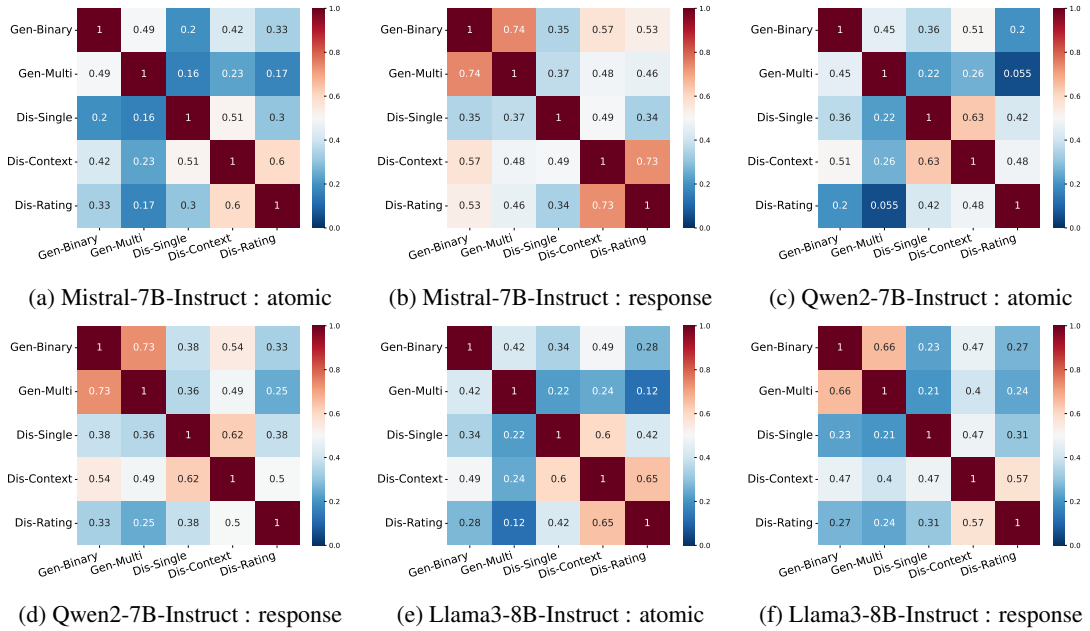 Gen-Binary 1 0.49 0.2 0.42 0.33
Gen-Multi 0.49 1 0.16 0.23 0.17
Dis-Single 0.2 0.16 1 0.51 0.3
Dis-Context 0.42 0.23 0.51 1 0.6
Dis-Rating 0.33 0.17 0.3 0.6 1
Gen-Binary Gen-Multi Dis-Single Dis-Context Dis-Rating
1.0
0.8
0.6
0.4
0.2
0.0
(a) Mistral-7B-Instruct : atomic
Gen-Binary 1 0.74 0.35 0.57 0.53
Gen-Multi 0.74 1 0.37 0.48 0.46
Dis-Single 0.35 0.37 1 0.49 0.34
Dis-Context 0.57 0.48 0.49 1 0.73
Dis-Rating 0.53 0.46 0.34 0.73 1
Gen-Binary Gen-Multi Dis-Single Dis-Context Dis-Rating
1.0
0.8
0.6
0.4
0.2
0.0
(b) Mistral-7B-Instruct : response
Gen-Binary 1 0.45 0.36 0.51 0.2
Gen-Multi 0.45 1 0.22 0.26 0.055
Dis-Single 0.36 0.22 1 0.63 0.42
Dis-Context 0.51 0.26 0.63 1 0.48
Dis-Rating 0.2 0.055 0.42 0.48 1
Gen-Binary Gen-Multi Dis-Single Dis-Context Dis-Rating
1.0
0.8
0.6
0.4
0.2
0.0
(c) Qwen2-7B-Instruct : atomic
Gen-Binary 1 0.73 0.38 0.54 0.33
Gen-Multi 0.73 1 0.36 0.49 0.25
Dis-Single 0.38 0.36 1 0.62 0.38
Dis-Context 0.54 0.49 0.62 1 0.5
Dis-Rating 0.33 0.25 0.38 0.5 1
Gen-Binary Gen-Multi Dis-Single Dis-Context Dis-Rating
1.0
0.8
0.6
0.4
0.2
0.0
(d) Qwen2-7B-Instruct : response
Gen-Binary 1 0.42 0.34 0.49 0.28
Gen-Multi 0.42 1 0.22 0.24 0.12
Dis-Single 0.34 0.22 1 0.6 0.42
Dis-Context 0.49 0.24 0.6 1 0.65
Dis-Rating 0.28 0.12 0.42 0.65 1
Gen-Binary Gen-Multi Dis-Single Dis-Context Dis-Rating
1.0
0.8
0.6
0.4
0.2
0.0
(e) Llama3-8B-Instruct : atomic
Gen-Binary 1 0.66 0.23 0.47 0.27
Gen-Multi 0.66 1 0.21 0.4 0.24
Dis-Single 0.23 0.21 1 0.47 0.31
Dis-Context 0.47 0.4 0.47 1 0.57
Dis-Rating 0.27 0.24 0.31 0.57 1
Gen-Binary Gen-Multi Dis-Single Dis-Context Dis-Rating
1.0
0.8
0.6
0.4
0.2
0.0
(f) Llama3-8B-Instruct : response